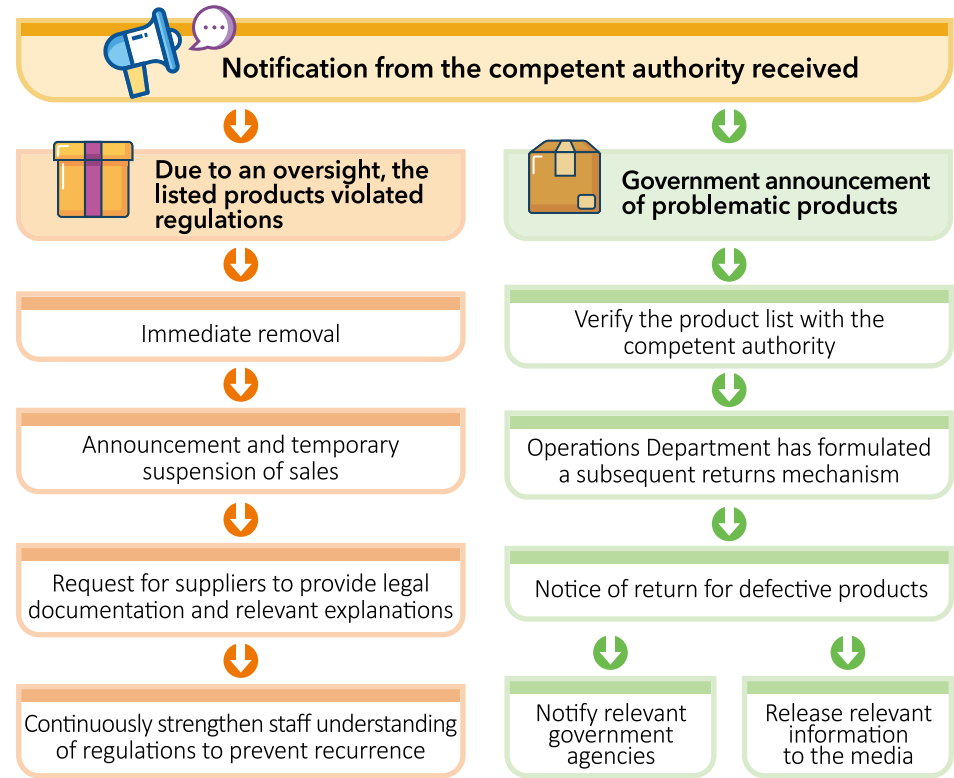 Notification from the competent authority received
Due to an oversight, the
listed products violated
regulations
Immediate removal
Announcement and temporary
suspension of sales
Request for suppliers to provide legal
documentation and relevant explanations
Continuously strengthen staff understanding
of regulations to prevent recurrence
Government announcement
of problematic products
Verify the product list with the
competent authority
Operations Department has formulated
a subsequent returns mechanism
Notice of return for defective products
Notify relevant
government
agencies
Release relevant
information
to the media